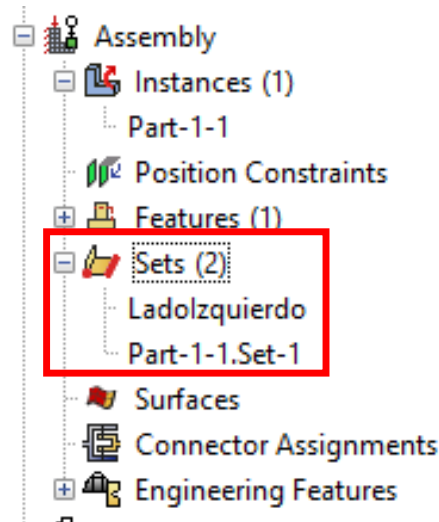 Assembly
Instances (1)
Part-1-1
Position Constraints
Features (1)
Sets (2)
LadoIzquierdo
Part-1-1.Set-1
Surfaces
Connector Assignments
Engineering Features